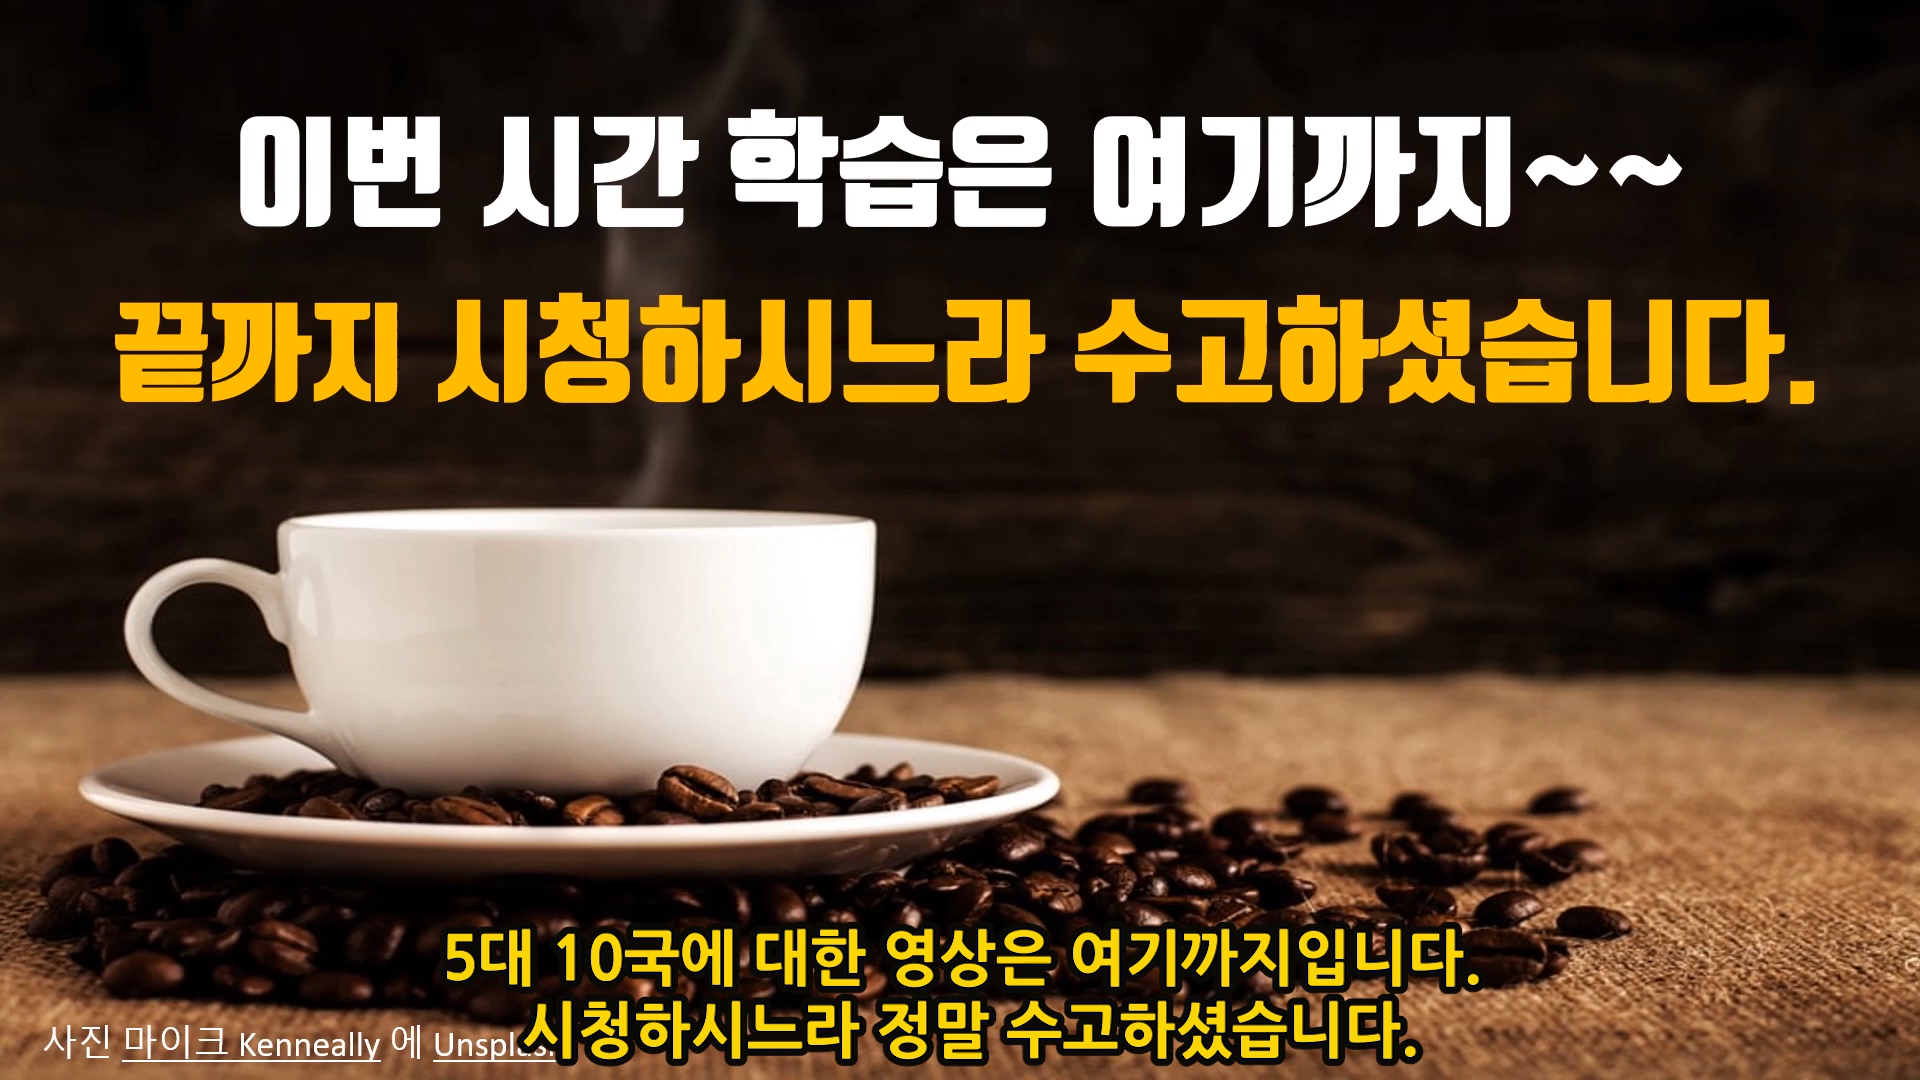 이번 시간 학습은 여기까지~~
끝까지 시청하시느라 수고하셨습니다.
5대 10국에 대한 영상은 여기까지입니다.
시청하시느라 정말 수고하셨습니다.
사진 마이크 Kenneally 에